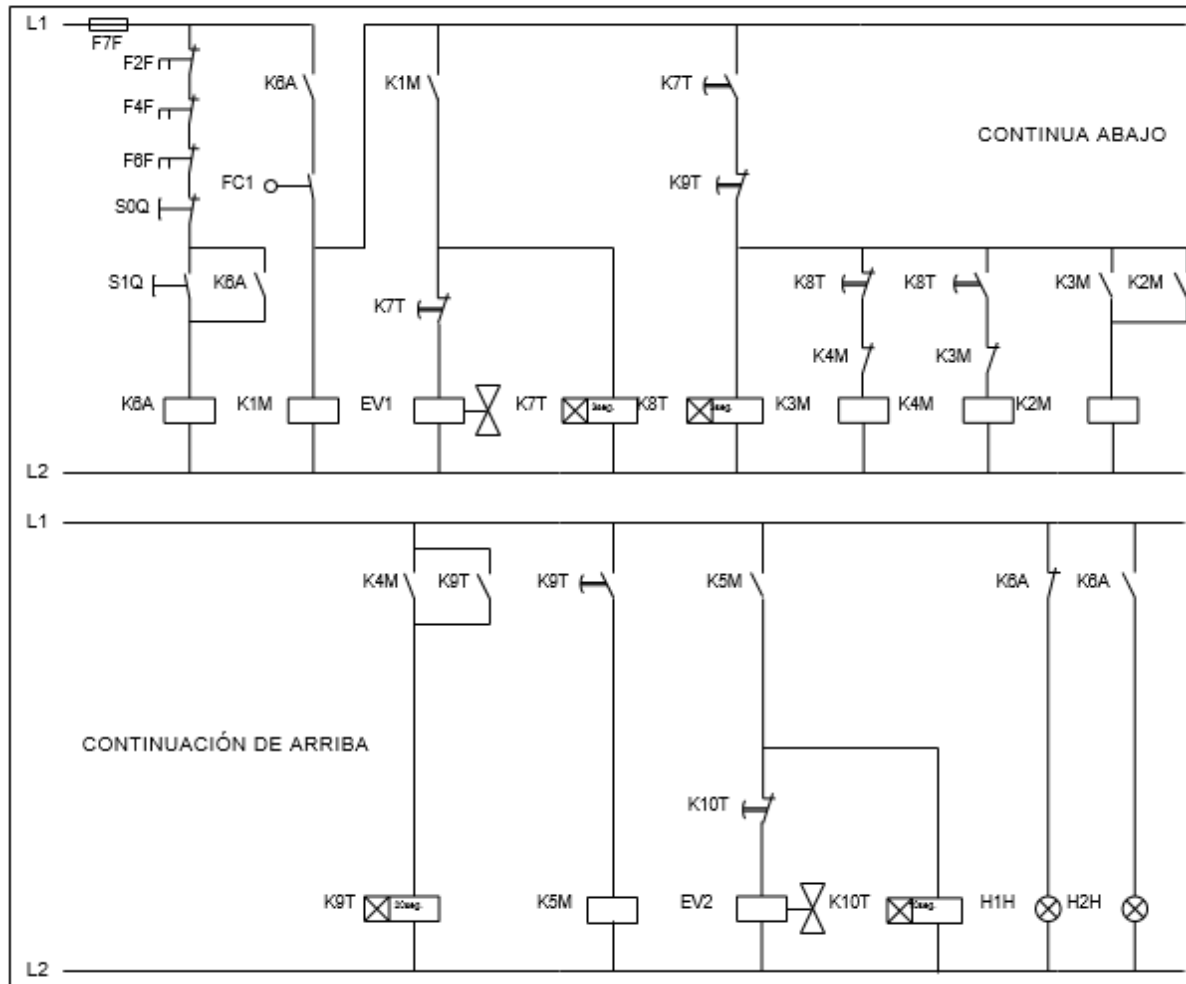 L1
F7F
F2F
K6A
K1M
K7T
F4F
CONTINUA ABAJO
F6F
FC1
K9T
S0Q
S1Q
K6A
K7T
K8T
K8T
K3M
K2M
K4M
K3M
K6A
K1M
EV1
K7T
K8T
K3M
K4M
K2M
L2
L1
K4M
K9T
K9T
K5M
K6A
K6A
CONTINUACIÓN DE ARRIBA
K10T
K9T
20seg.
K5M
EV2
K10T
H1H
H2H
L2